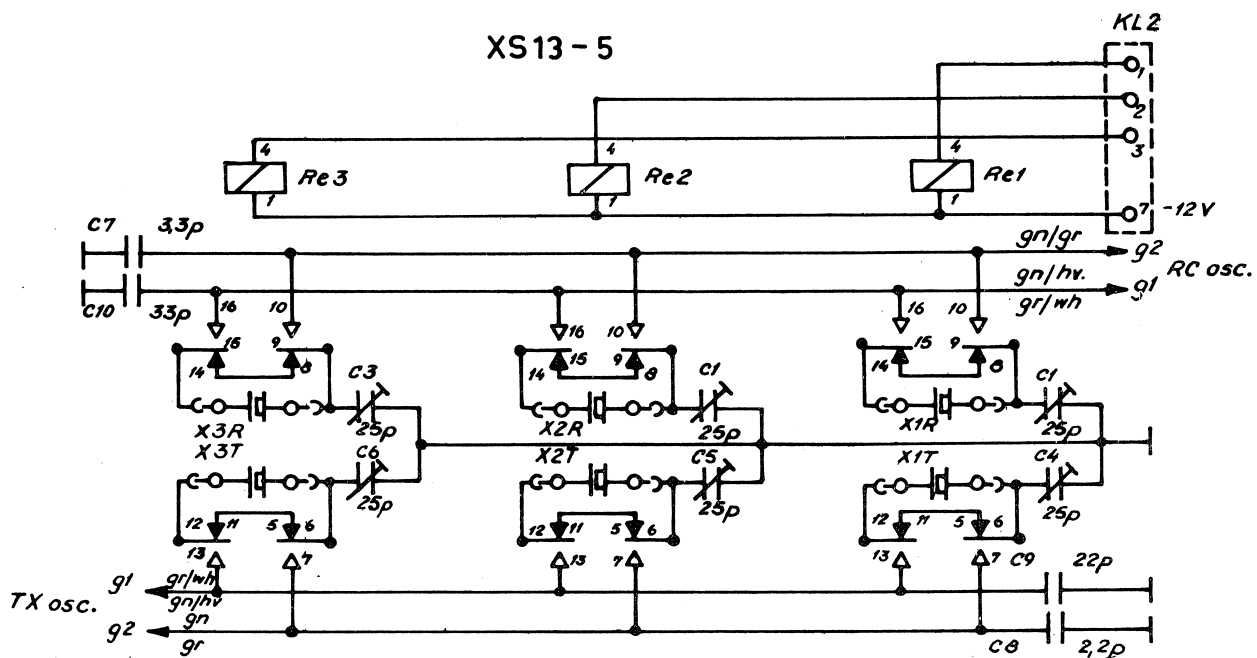 KL2
XS13-5
1
2
3
4 4 4
Re3 Re2 Re1
1 1 1
7 -12V
C7 3,3p gn/gr g2
RC osc.
C10 33p gn/hv. g1
gr/wh
16 10 16 10 16 10
15 9 15 9 15 9
14 8 14 8 14 8
C3 C1 C1
X3R 25p X2R 25p X1R 25p
X3T C6 X2T C5 X1T C4
25p 25p 25p
12 11 5 6 12 11 5 6 12 11 5 6
13 7 13 7 13 7 C9 22p
g1 gr/wh
TX osc. gn/hv
g2 gn
gr C8 2,2p